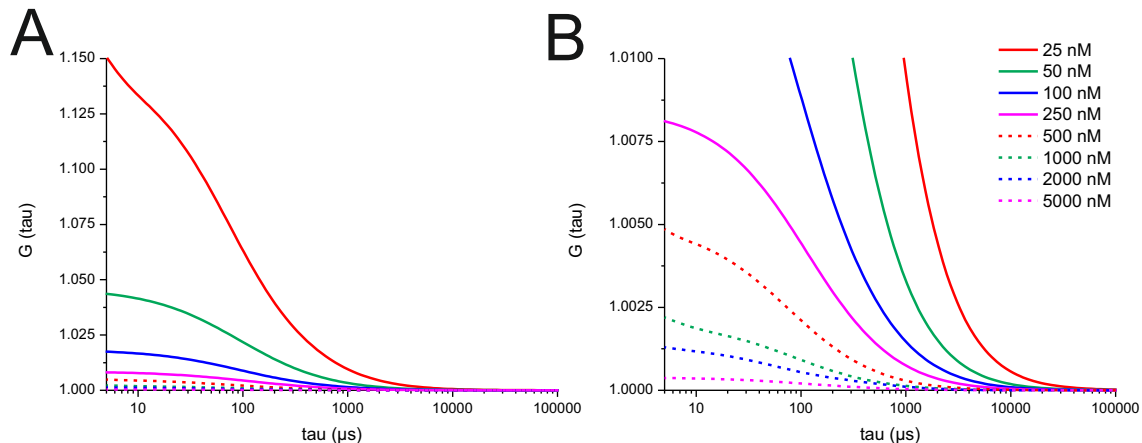 A
1.150
1.125
1.100
1.075
1.050
1.025
1.000
G (tau)
10
100
1000
10000
100000
tau (µs)
B
1.0100
1.0075
1.0050
1.0025
1.0000
G (tau)
10
100
1000
10000
100000
tau (µs)
25 nM
50 nM
100 nM
250 nM
500 nM
1000 nM
2000 nM
5000 nM